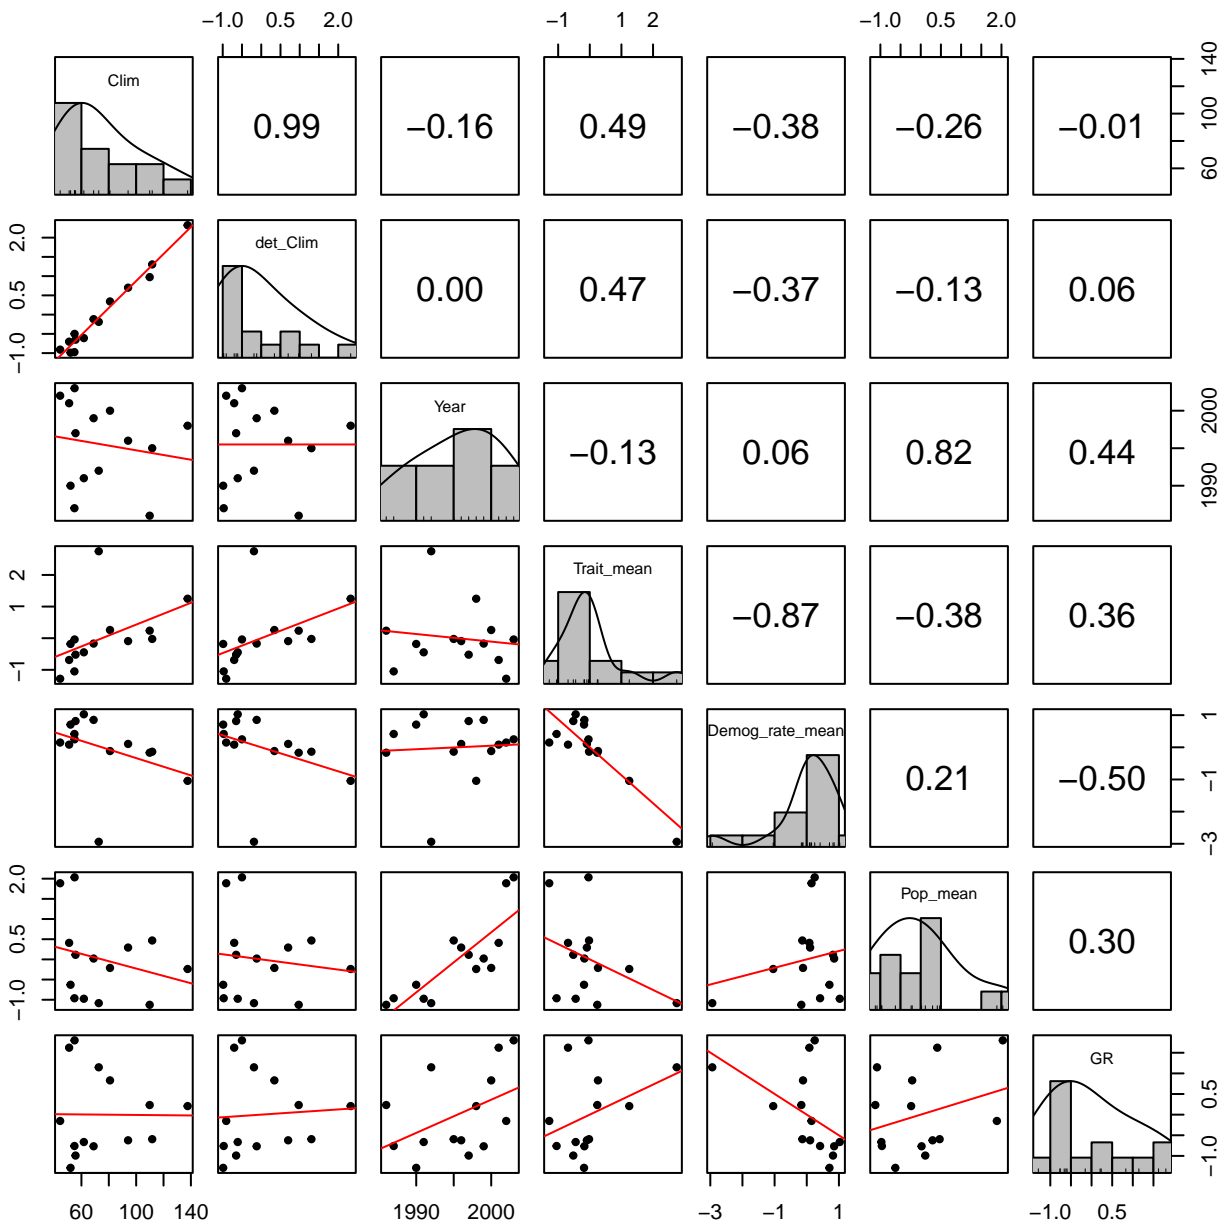 −1.0 0.5 2.0 −1 1 2 −1.0 0.5 2.0
Clim 0.99 −0.16 0.49 −0.38 −0.26 −0.01 60 100 140
−1.0 0.5 2.0 det_Clim 0.00 0.47 −0.37 −0.13 0.06
Year −0.13 0.06 0.82 0.44 1990 2000
−1 1 2 Trait_mean −0.87 −0.38 0.36
Demog_rate_mean 0.21 −0.50 −3 −1 1
−1.0 0.5 2.0 Pop_mean 0.30
GR −1.0 0.5
60 100 140 1990 2000 −3 −1 1 −1.0 0.5